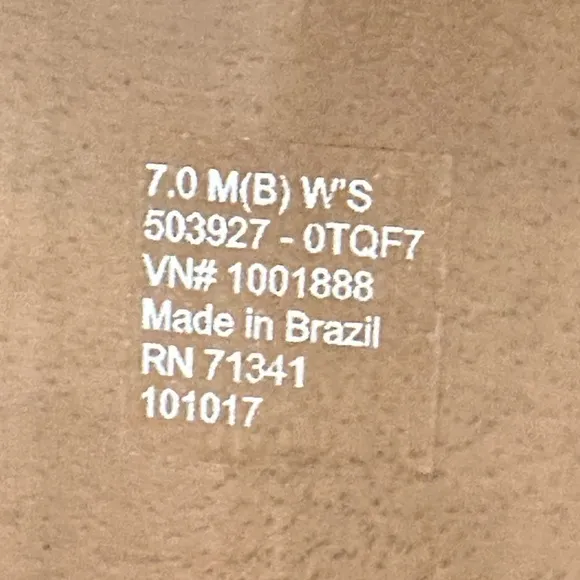 7.0 M(B) W'S
503927 - 0TQF7
VN# 1001888
Made in Brazil
RN 71341
101017